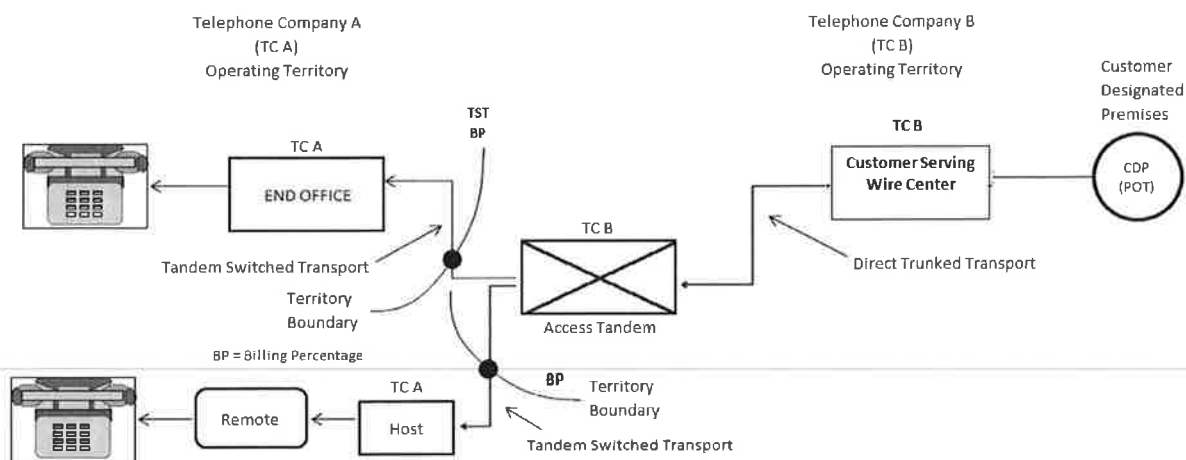 Telephone Company A
(TC A)
Operating Territory
Telephone Company B
(TC B)
Operating Territory
Customer
Designated
Premises
TST
BP
TC A
END OFFICE
TC B
Customer Serving
Wire Center
CDP
(POT)
TC B
Tandem Switched Transport
Direct Trunked Transport
Territory
Boundary
Access Tandem
BP = Billing Percentage
TC A
BP
Territory
Boundary
Remote
Host
Tandem Switched Transport